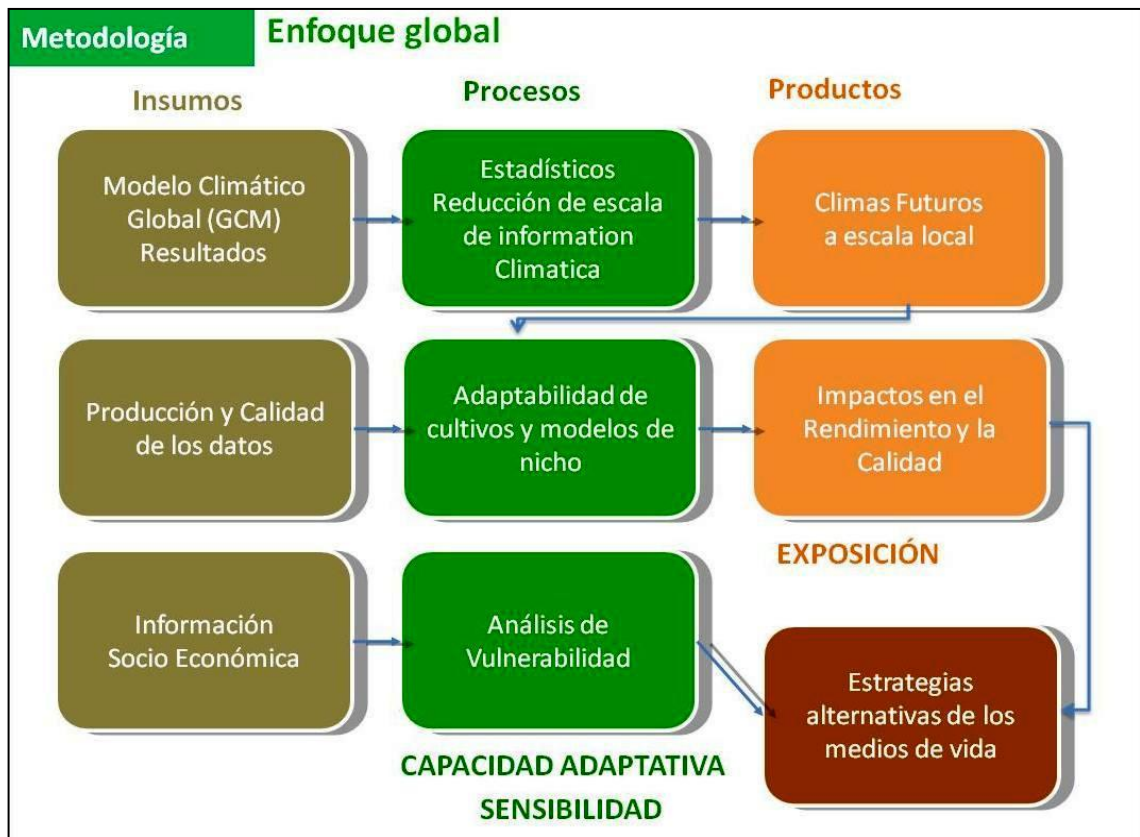 Metodología
Enfoque global
Insumos
Procesos
Productos
Modelo Climático
Global (GCM)
Resultados
Estadísticos
Reducción de escala
de information
Climatica
Climas Futuros
a escala local
Producción y Calidad
de los datos
Adaptabilidad de
cultivos y modelos de
nicho
Impactos en el
Rendimiento y la
Calidad
EXPOSICIÓN
Información
Socio Económica
Análisis de
Vulnerabilidad
Estrategias
alternativas de los
medios de vida
CAPACIDAD ADAPTATIVA
SENSIBILIDAD